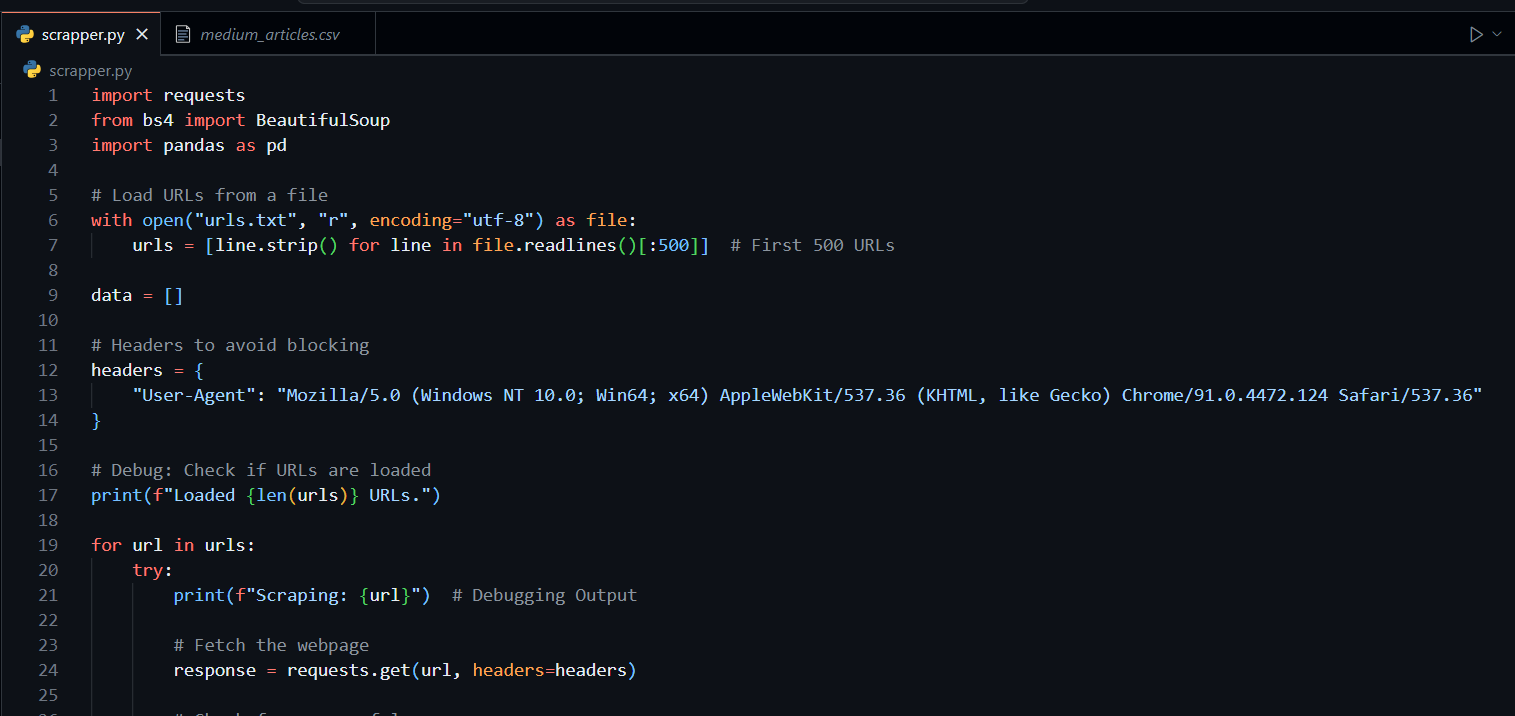 scrapper.py medium_articles.csv
scrapper.py
1 import requests
2 from bs4 import BeautifulSoup
3 import pandas as pd
4
5 # Load URLs from a file
6 with open("urls.txt", "r", encoding="utf-8") as file:
7     urls = [line.strip() for line in file.readlines()[:500]]  # First 500 URLs
8
9 data = []
10
11 # Headers to avoid blocking
12 headers = {
13     "User-Agent": "Mozilla/5.0 (Windows NT 10.0; Win64; x64) AppleWebKit/537.36 (KHTML, like Gecko) Chrome/91.0.4472.124 Safari/537.36"
14 }
15
16 # Debug: Check if URLs are loaded
17 print(f"Loaded {len(urls)} URLs.")
18
19 for url in urls:
20     try:
21         print(f"Scraping: {url}")  # Debugging Output
22
23         # Fetch the webpage
24         response = requests.get(url, headers=headers)
25